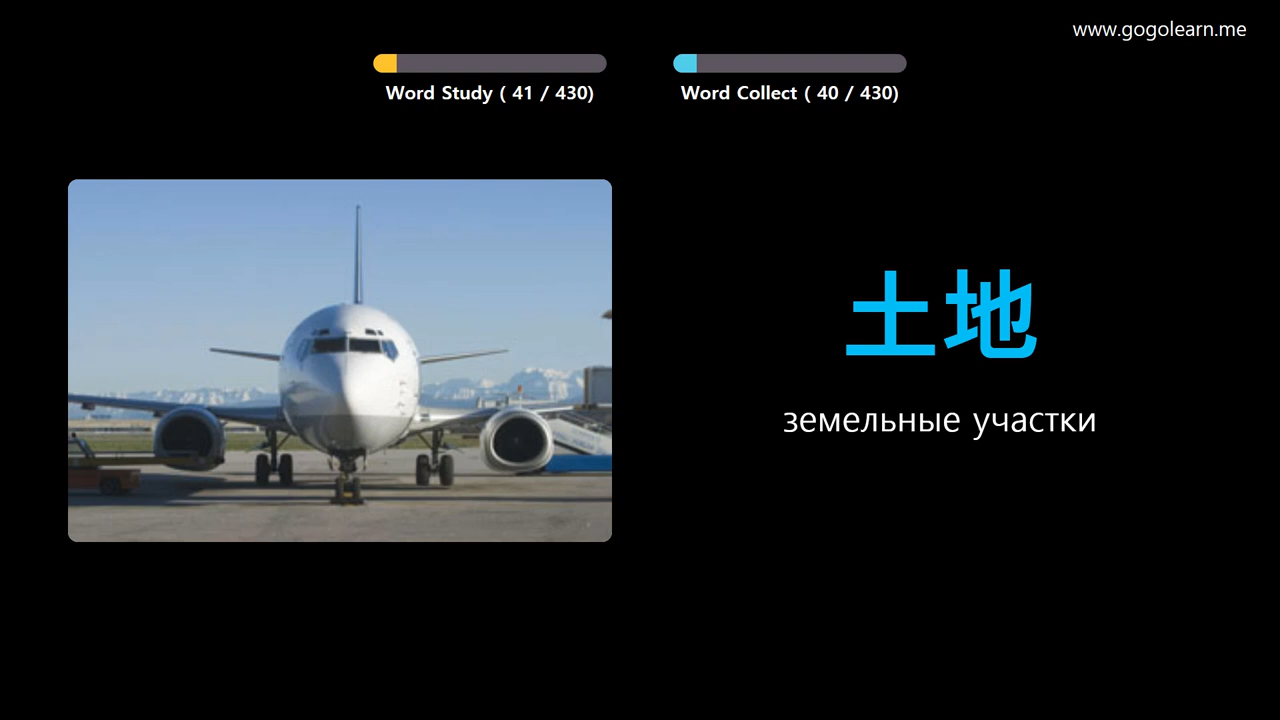 www.gogolearn.me
Word Study ( 41 / 430)
Word Collect ( 40 / 430)
土地
земельные участки